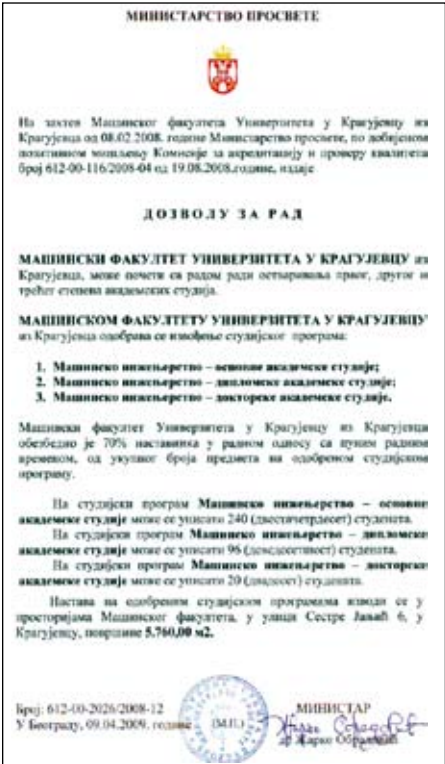 МИНИСТАРСТВО ПРОСВЕТЕ
На захтев Машинског факултета Универзитета у Крагујевцу из
Крагујевца од 08.02.2008. године Министарство просвете, по добијеном
позитивном мишљењу Комисије за акредитацију и проверу квалитета
број 612-00-116/2008-04 од 19.08.2008.године, издаје
ДОЗВОЛУ ЗА РАД
МАШИНСКИ ФАКУЛТЕТ УНИВЕРЗИТЕТА У КРАГУЈЕВЦУ из
Крагујевца, може почети са радом ради остваривања првог, другог и
трећег степена академских студија.
МАШИНСКОМ ФАКУЛТЕТУ УНИВЕРЗИТЕТА У КРАГУЈЕВЦУ
из Крагујевца одобрава се извођење студијског програма:
1. Машинско инжењерство – основне академске студије;
2. Машинско инжењерство – дипломске академске студије;
3. Машинско инжењерство – докторске академске студије.
Машински факултет Универзитета у Крагујевцу из Крагујевца
обезбедио је 70% наставника у радном односу са пуним радним
временом, од укупног броја предмета на одобреном студијском
програму.
На студијски програм Машинско инжењерство – основне
академске студије може се уписати 240 (двестачетрдесет) студената.
На студијски програм Машинско инжењерство – дипломске
академске студије може се уписати 96 (деведесетшест) студената.
На студијски програм Машинско инжењерство – докторске
академске студије може се уписати 20 (двадесет) студената.
Настава на одобреним студијским програмима изводи се у
просторијама Машинског факултета, у улици Сестре Јањић 6, у
Крагујевцу, површине 5.760,00 м2.
Број: 612-00-2026/2008-12
МИНИСТАР
У Београду, 09.04.2009. године
(М.П.)
др Жарко Обрадовић